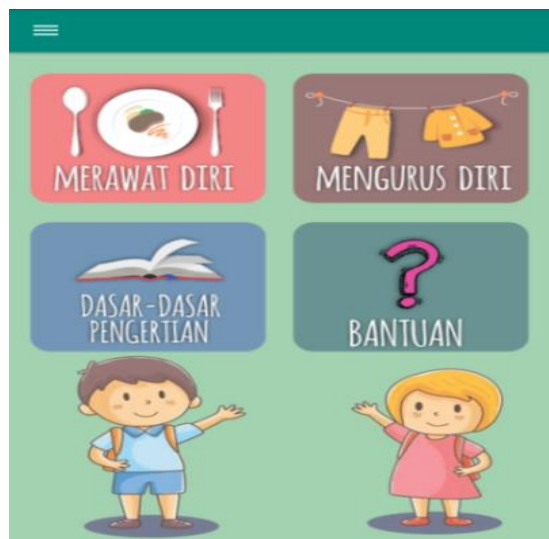 MERAWAT DIRI
MENGURUS DIRI
DASAR-DASAR
PENGERTIAN
BANTUAN